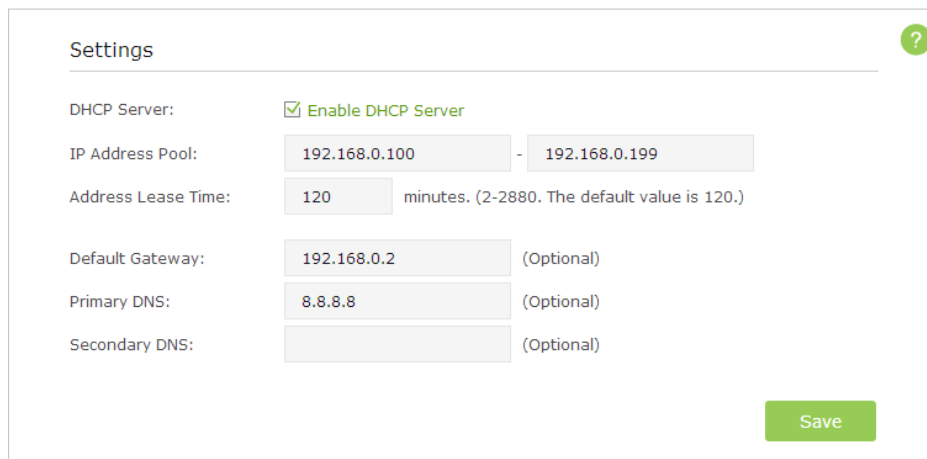 Settings
?
DHCP Server: Enable DHCP Server
IP Address Pool: 192.168.0.100 - 192.168.0.199
Address Lease Time: 120 minutes. (2-2880. The default value is 120.)
Default Gateway: 192.168.0.2 (Optional)
Primary DNS: 8.8.8.8 (Optional)
Secondary DNS: (Optional)
Save